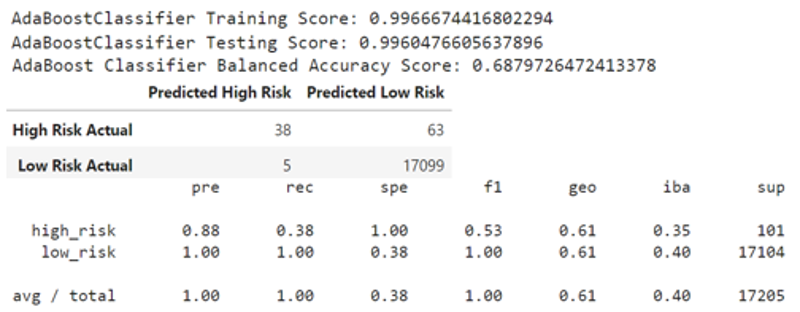 AdaBoostClassifier Training Score: 0.9966674416802294
AdaBoostClassifier Testing Score: 0.9960476605637896
AdaBoost Classifier Balanced Accuracy Score: 0.6879726472413378
Predicted High Risk Predicted Low Risk
High Risk Actual 38 63
Low Risk Actual 5 17099
pre rec spe f1 geo iba sup
high_risk 0.88 0.38 1.00 0.53 0.61 0.35 101
low_risk 1.00 1.00 0.38 1.00 0.61 0.40 17104
avg / total 1.00 1.00 0.38 1.00 0.61 0.40 17205